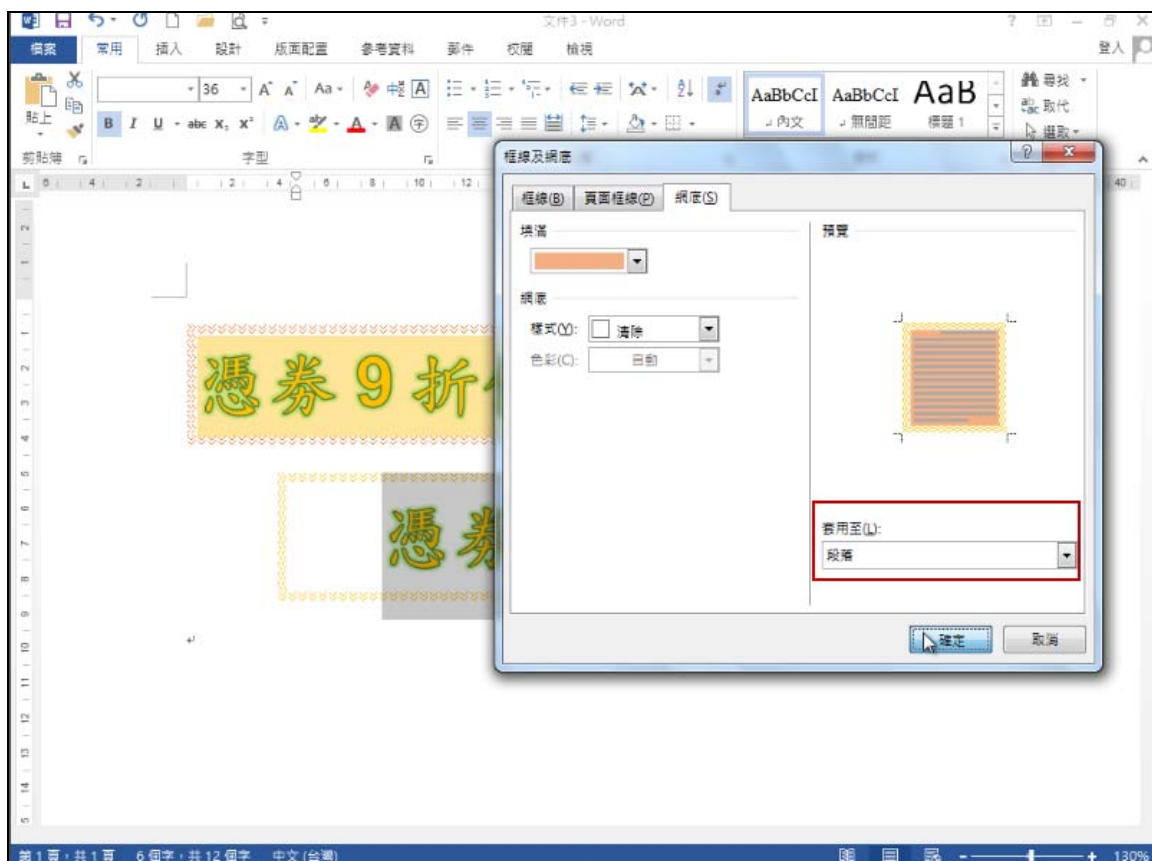 文件3 - Word
檔案 常用 插入 設計 版面配置 參考資料 郵件 校閱 檢視 登入
貼上 36 Aa AaBbCcI AaBbCcI AaB 尋找
B I U abc X₂ X² A 內文 無間距 標題 1 取代
選取
剪貼簿 字型
框線及網底
框線(B) 頁面框線(P) 網底(S)
填滿
網底
樣式(Y): 清除
色彩(C): 自動
預覽
套用至(L):
段落
確定 取消
憑券9折
憑券
第 1 頁，共 1 頁 6 個字，共 12 個字 中文 (台灣) 130%